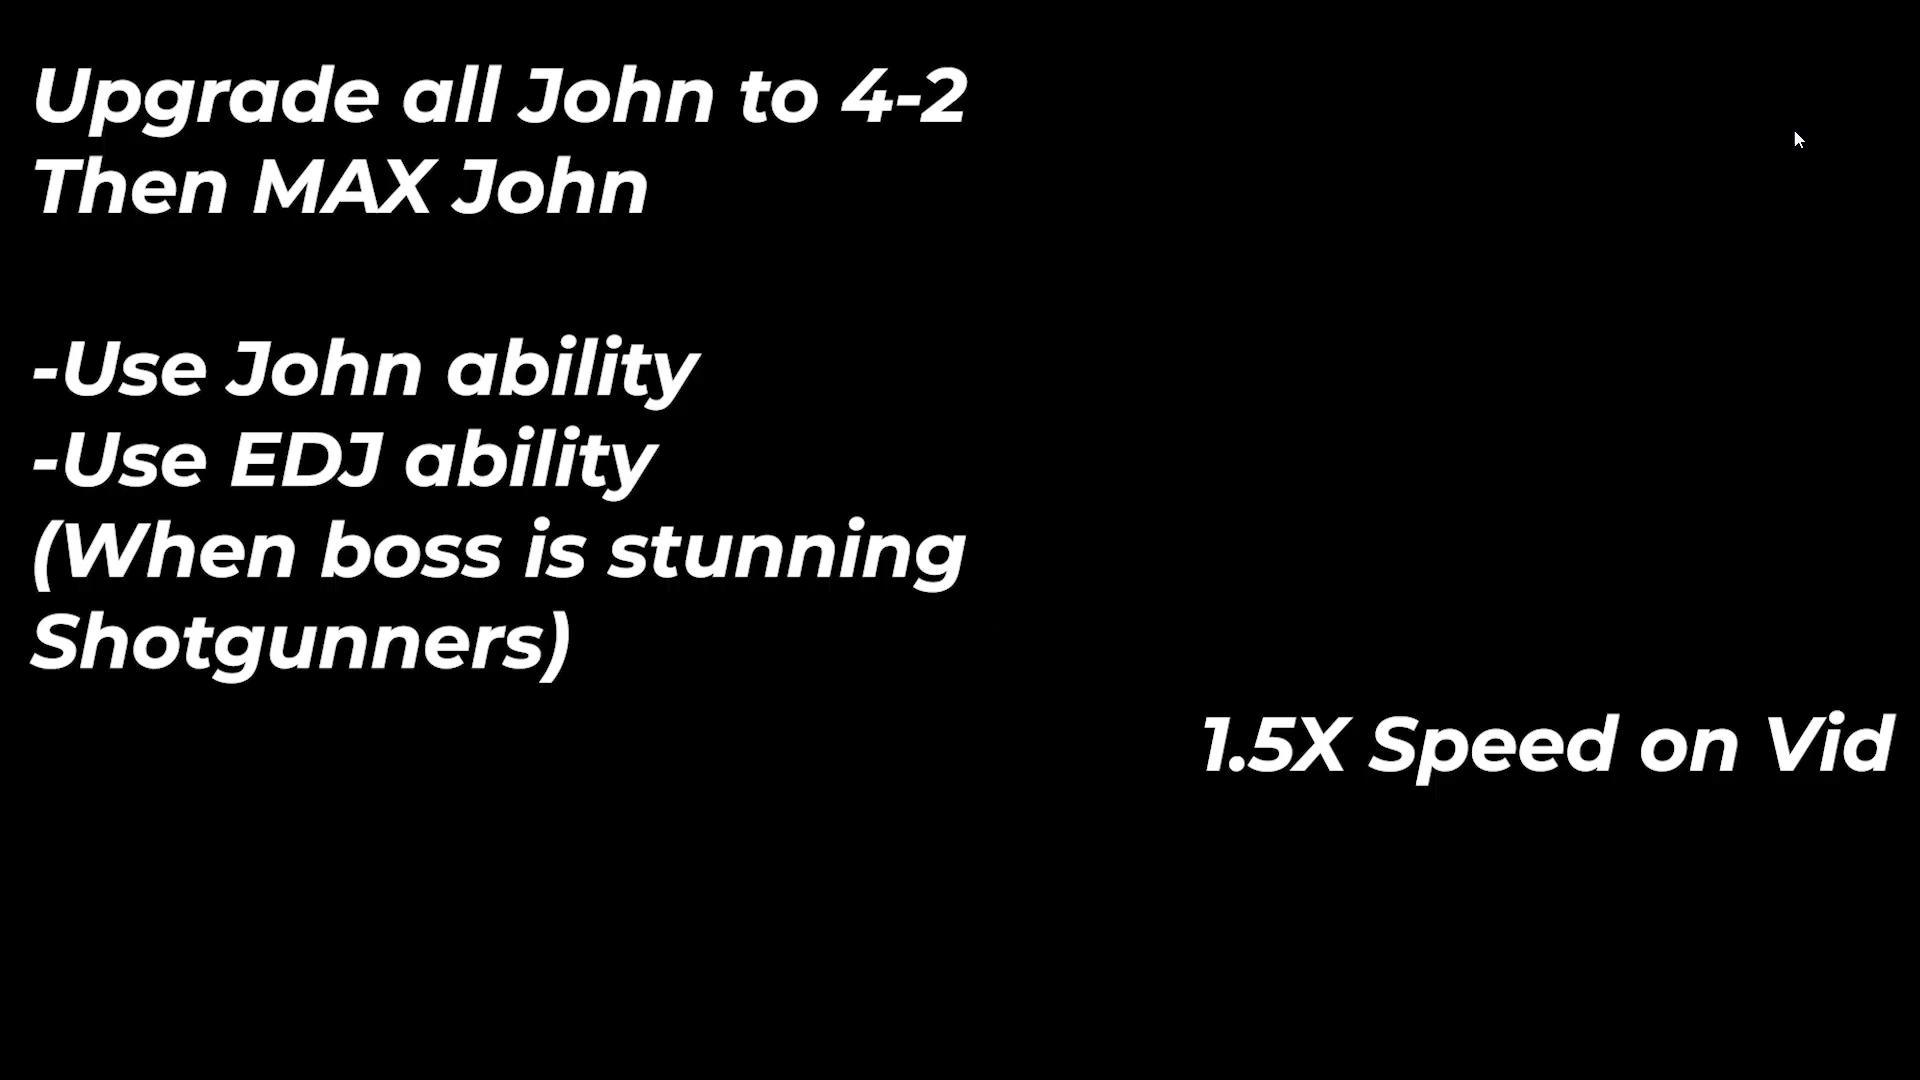 Upgrade all John to 4-2
Then MAX John
-Use John ability
-Use EDJ ability
(When boss is stunning
Shotgunners)
1.5X Speed on Vid